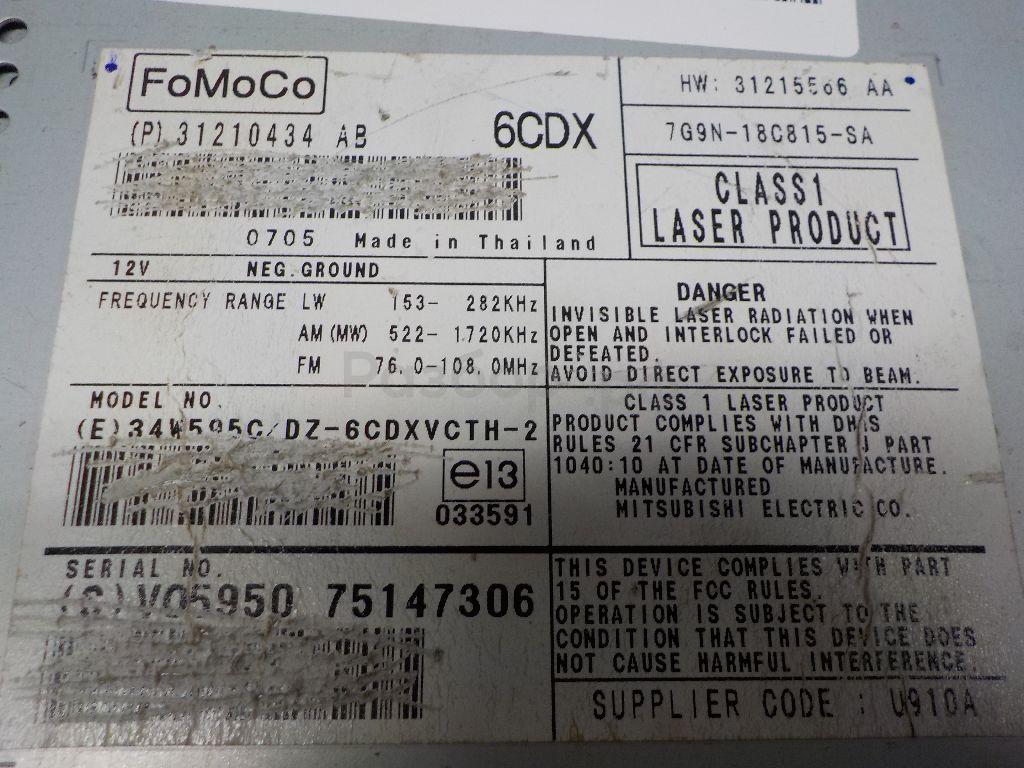 FoMoCo
(P) 31210434 AB
6CDX
0705 Made in Thailand
HW: 31215566 AA
7G9N-18C815-SA
CLASS1
LASER PRODUCT
12V NEG.GROUND
FREQUENCY RANGE LW 153- 282KHz
AM (MW) 522- 1720KHz
FM 76.0-108.0MHz
DANGER
INVISIBLE LASER RADIATION WHEN
OPEN AND INTERLOCK FAILED OR
DEFEATED.
AVOID DIRECT EXPOSURE TO BEAM.
MODEL NO.
(E)34W595C/DZ-6CDXVCTH-2
e13
033591
CLASS 1 LASER PRODUCT
PRODUCT COMPLIES WITH DHHS
RULES 21 CFR SUBCHAPTER J PART
1040:10 AT DATE OF MANUFACTURE.
MANUFACTURED
MITSUBISHI ELECTRIC CO.
SERIAL NO.
(S)VO5950 75147306
THIS DEVICE COMPLIES WITH PART
15 OF THE FCC RULES.
OPERATION IS SUBJECT TO THE
CONDITION THAT THIS DEVICE DOES
NOT CAUSE HARMFUL INTERFERENCE.
SUPPLIER CODE : U910A